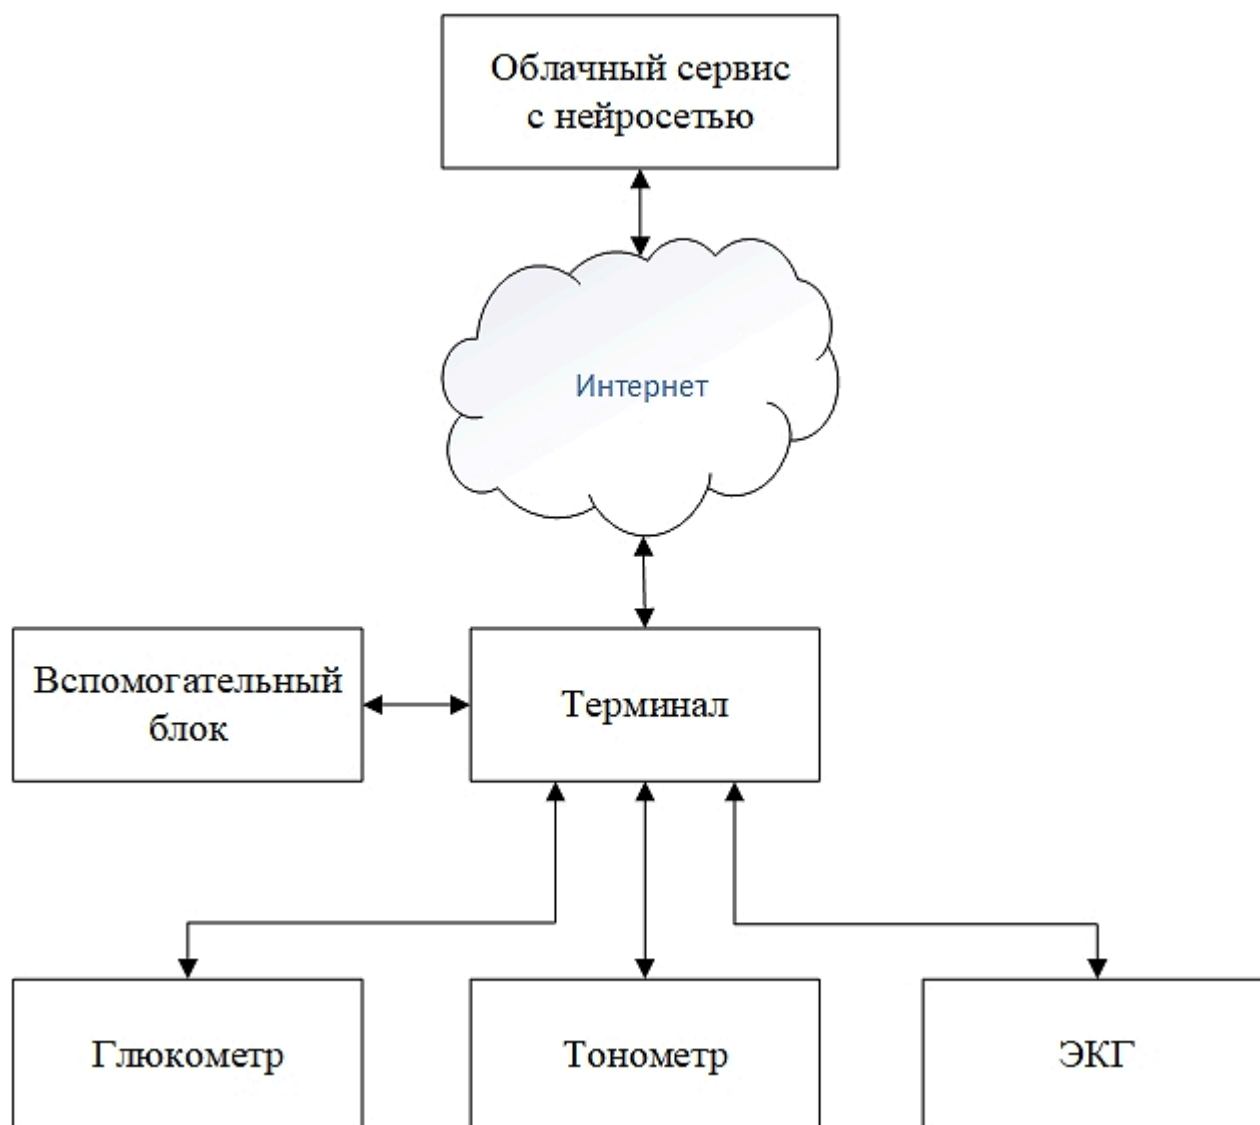 Облачный сервис
с нейросетью
Интернет
Вспомогательный
блок
Терминал
Глюкометр
Тонометр
ЭКГ